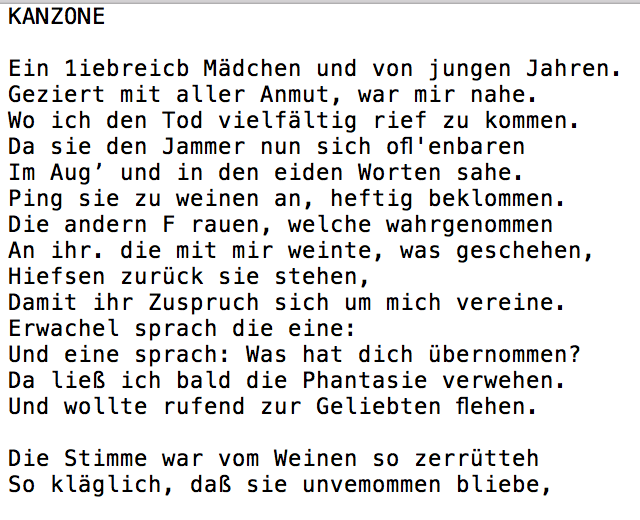 KANZONE
Ein 1iebreicb Mädchen und von jungen Jahren.
Geziert mit aller Anmut, war mir nahe.
Wo ich den Tod vielfältig rief zu kommen.
Da sie den Jammer nun sich ofl'enbaren
Im Aug’ und in den eiden Worten sahe.
Ping sie zu weinen an, heftig beklommen.
Die andern F rauen, welche wahrgenommen
An ihr. die mit mir weinte, was geschehen,
Hiefsen zurück sie stehen,
Damit ihr Zuspruch sich um mich vereine.
Erwachel sprach die eine:
Und eine sprach: Was hat dich übernommen?
Da ließ ich bald die Phantasie verwehen.
Und wollte rufend zur Geliebten flehen.
Die Stimme war vom Weinen so zerrütteh
So kläglich, daß sie unvemommen bliebe,